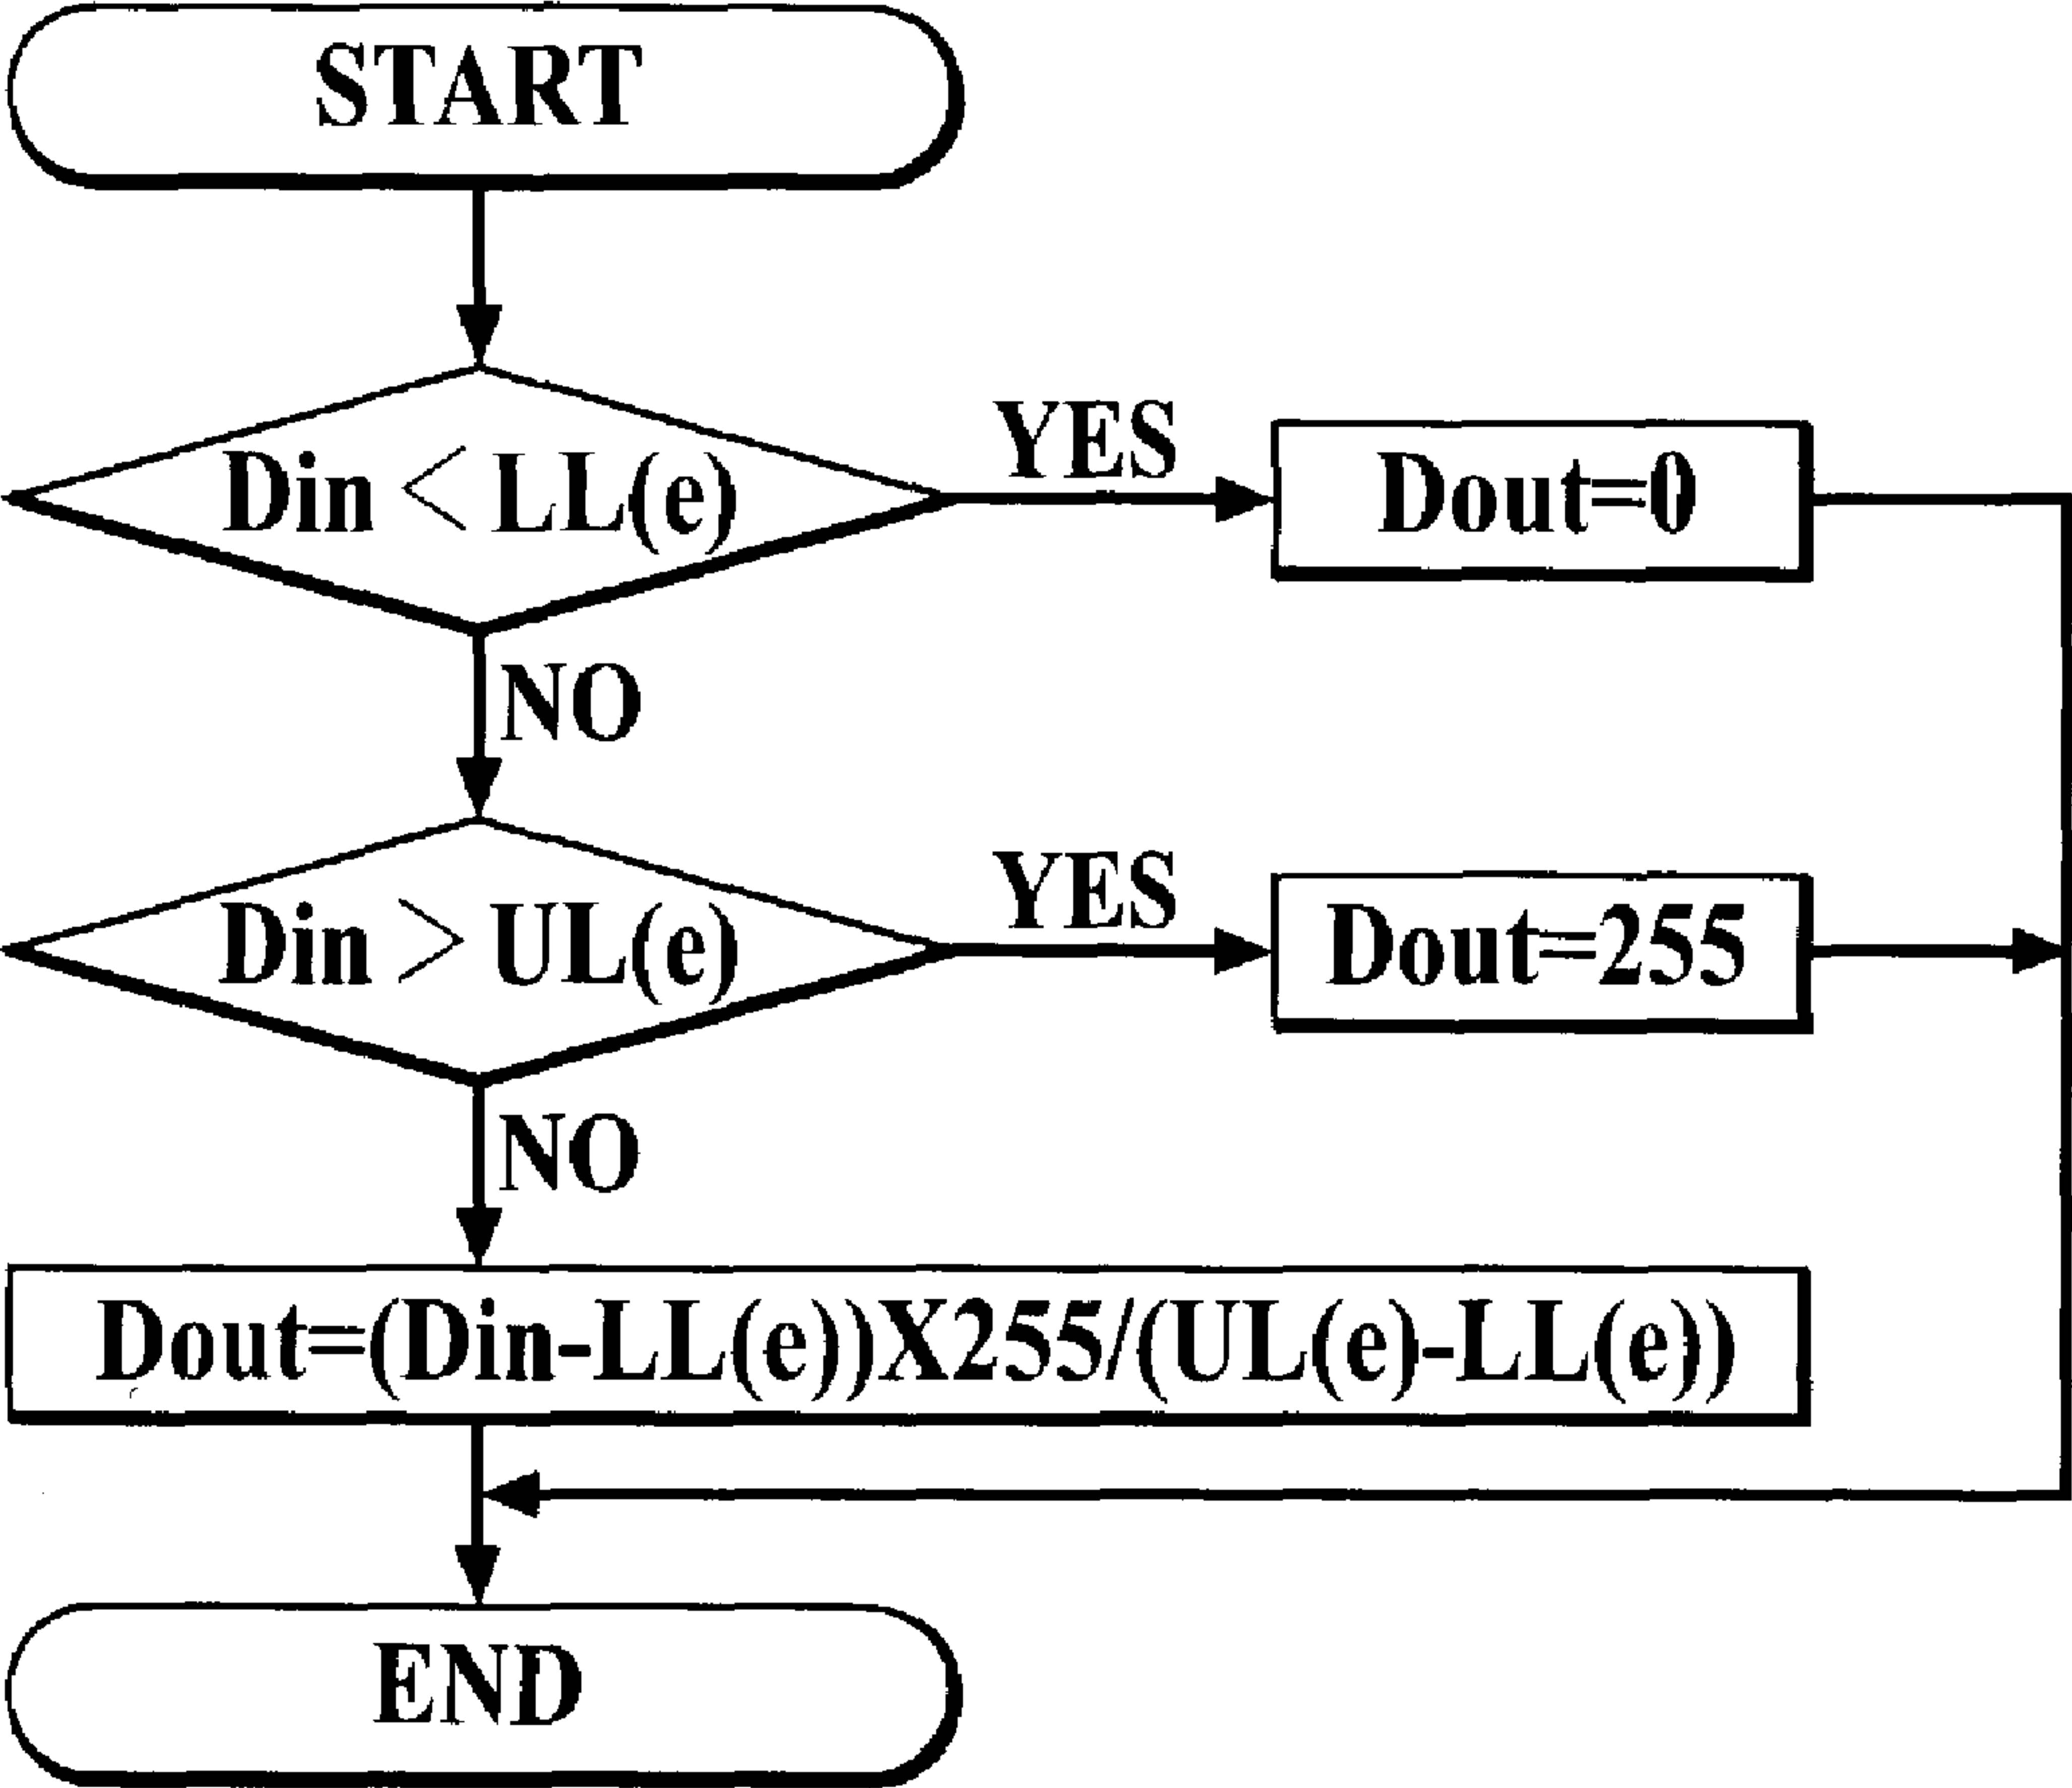 START
Din < LL(e)
YES
Dout=0
NO
Din > UL(e)
YES
Dout=255
NO
Dout=(Din-LL(e))X255/(UL(e)-LL(e))
END